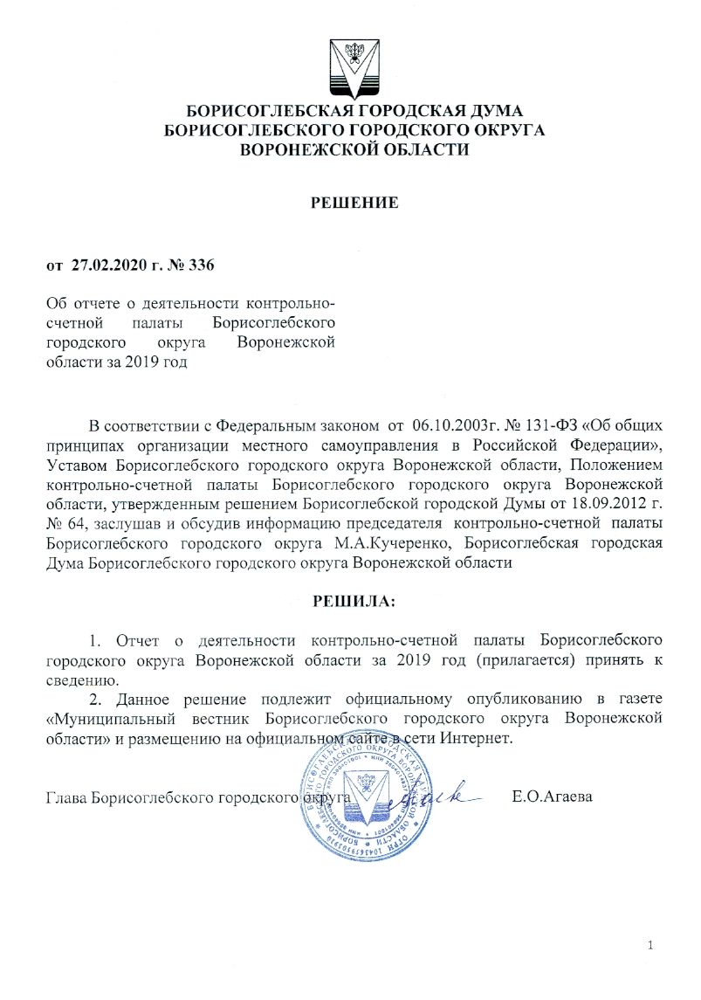 БОРИСОГЛЕБСКАЯ ГОРОДСКАЯ ДУМА
БОРИСОГЛЕБСКОГО ГОРОДСКОГО ОКРУГА
ВОРОНЕЖСКОЙ ОБЛАСТИ
РЕШЕНИЕ
от 27.02.2020 г. № 336
Об отчете о деятельности контрольно-
счетной палаты Борисоглебского
городского округа Воронежской
области за 2019 год
В соответствии с Федеральным законом от 06.10.2003г. № 131-ФЗ «Об общих
принципах организации местного самоуправления в Российской Федерации»,
Уставом Борисоглебского городского округа Воронежской области, Положением
контрольно-счетной палаты Борисоглебского городского округа Воронежской
области, утвержденным решением Борисоглебской городской Думы от 18.09.2012 г.
№ 64, заслушав и обсудив информацию председателя контрольно-счетной палаты
Борисоглебского городского округа М.А.Кучеренко, Борисоглебская городская
Дума Борисоглебского городского округа Воронежской области
РЕШИЛА:
1. Отчет о деятельности контрольно-счетной палаты Борисоглебского
городского округа Воронежской области за 2019 год (прилагается) принять к
сведению.
2. Данное решение подлежит официальному опубликованию в газете
«Муниципальный вестник Борисоглебского городского округа Воронежской
области» и размещению на официальном сайте в сети Интернет.
Глава Борисоглебского городского округа Е.О.Агаева
1